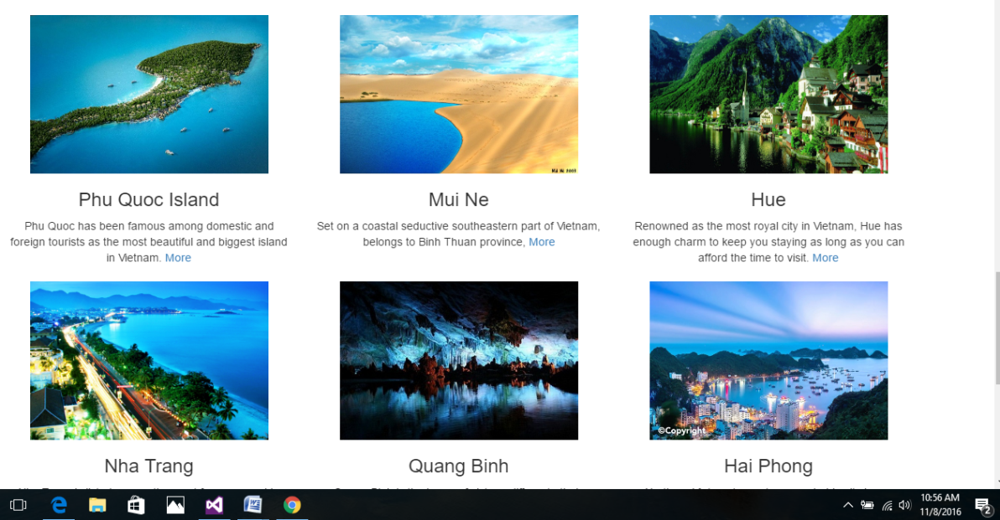 Mui Ne 2008
Phu Quoc Island
Mui Ne
Hue
Phu Quoc has been famous among domestic and
foreign tourists as the most beautiful and biggest island
in Vietnam. More
Set on a coastal seductive southeastern part of Vietnam,
belongs to Binh Thuan province, More
Renowned as the most royal city in Vietnam, Hue has
enough charm to keep you staying as long as you can
afford the time to visit. More
©Copyright
Nha Trang
Quang Binh
Hai Phong
10:56 AM
11/8/2016
2